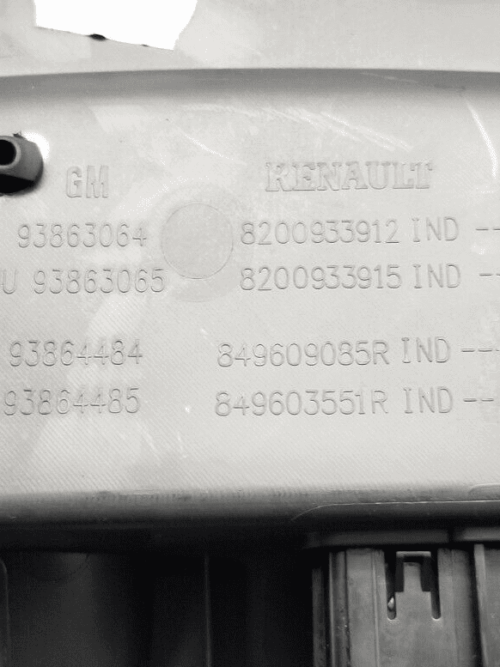 GM RENAULT
93863064 8200933912 IND --
U 93863065 8200933915 IND --
93864484 849609085R IND --
93864485 849603551R IND --